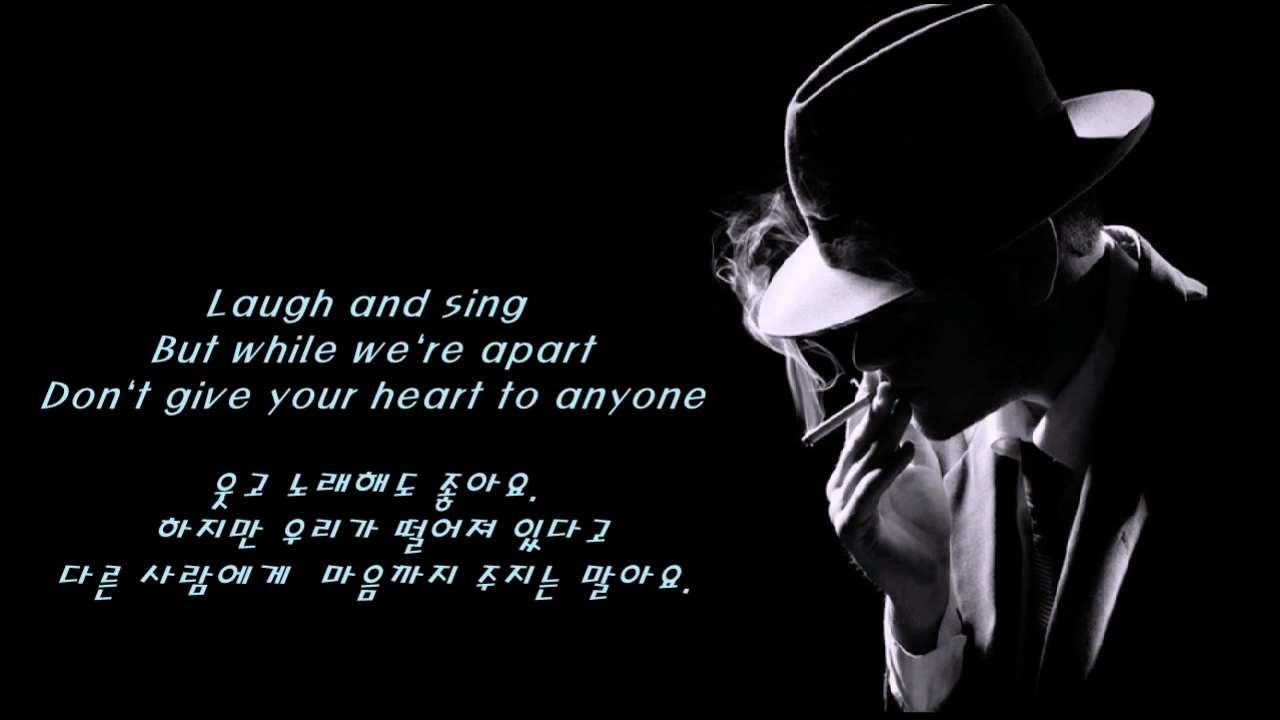 Laugh and sing
But while we're apart
Don't give your heart to anyone
웃고 노래해도 좋아요.
하지만 우리가 떨어져 있다고
다른 사람에게 마음까지 주지는 말아요.